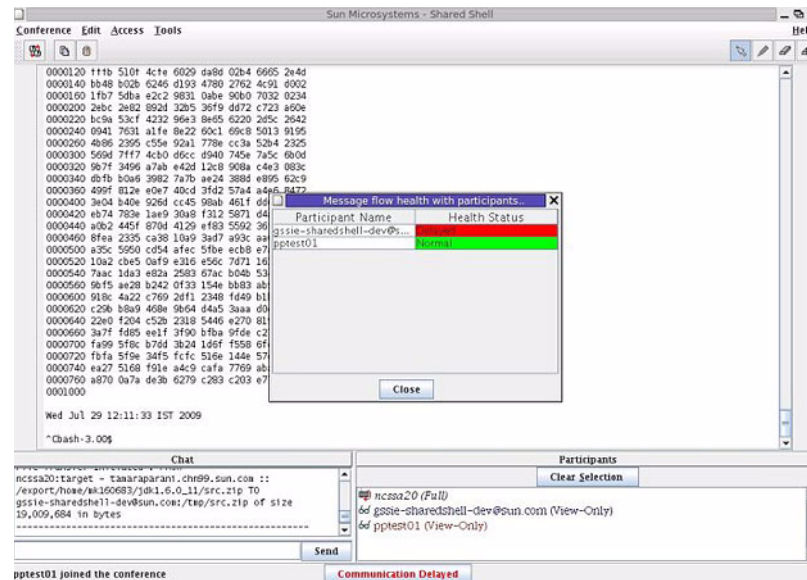 Sun Microsystems - Shared Shell
Conference Edit Access Tools
0000140 bb48 b02b 6246 d193 4780 2762 4c91 d002
0000160 1fb7 5dba e2c2 9831 0abe 90b0 7032 0234
0000200 2ebc 2e82 892d 32b5 36f9 dd72 c723 a60e
0000220 bc9a 53cf 4232 96e3 8e65 6220 2d5c 2642
0000240 0941 7631 a1fe 8e22 60c1 69c8 5013 9195
0000260 4b86 2395 c55e 92a1 778e cc3a 52b4 2325
0000300 569d 7ff7 4cb0 d6cc d940 745e 7a5c 6b0d
0000320 9b7f 3496 a7ab e42d 12c8 908a c4e3 083c
0000340 dbfb b0a6 3982 7a7b ae24 388d e895 62c9
0000360 499f 812e e0e7 40cd 3fd2 57a4
0000400 3e04 b40e 926d cc45 98ab 461f
0000420 eb74 783e 1ae9 30a8 f312 5871
0000440 a0b2 445f 870d 4129 ef83 5592
0000460 8fea 2335 ca38 10a9 3ad7 a93c
0000500 a35c 5950 cd54 afec 5fbe ecb8
0000520 10a2 cbe5 0af9 e316 e56c 7d71
0000540 7aac 1da3 e82a 2583 67ac b04b
0000560 9bf5 ae28 b242 0f33 154e bb83
0000600 918c 4a22 c769 2df1 2348 fd49
0000620 c29b b8a9 468e 9b64 d4a5 3aaa
0000640 22e0 f204 c52b 2318 5446 e270
0000660 3a7f fd85 ee1f 3f90 bfba 9fde
0000700 fa99 5f8c b7dd 3b24 1d6f f558
0000720 fbfa 5f9e 34f5 fcfc 516e 144e
0000740 ea27 5168 f91e a4c9 cafa 7769
0000760 a870 0a7a de3b 6279 c283 c203
0001000
Wed Jul 29 12:11:33 IST 2009
^Cbash-3.00$
Message flow health with participants..
Participant Name Health Status
gssie-sharedshell-dev@s... Delayed
pptest01 Normal
Close
Chat
ncssa20:target - tamaraparani.chn99.sun.com ::
/export/home/mk160683/jdk1.6.0_11/src.zip TO
gssie-sharedshell-dev@sun.com:/tmp/src.zip of size
19,009,684 in bytes
Send
Participants
Clear Selection
ncssa20 (Full)
gssie-sharedshell-dev@sun.com (View-Only)
pptest01 (View-Only)
pptest01 joined the conference
Communication Delayed